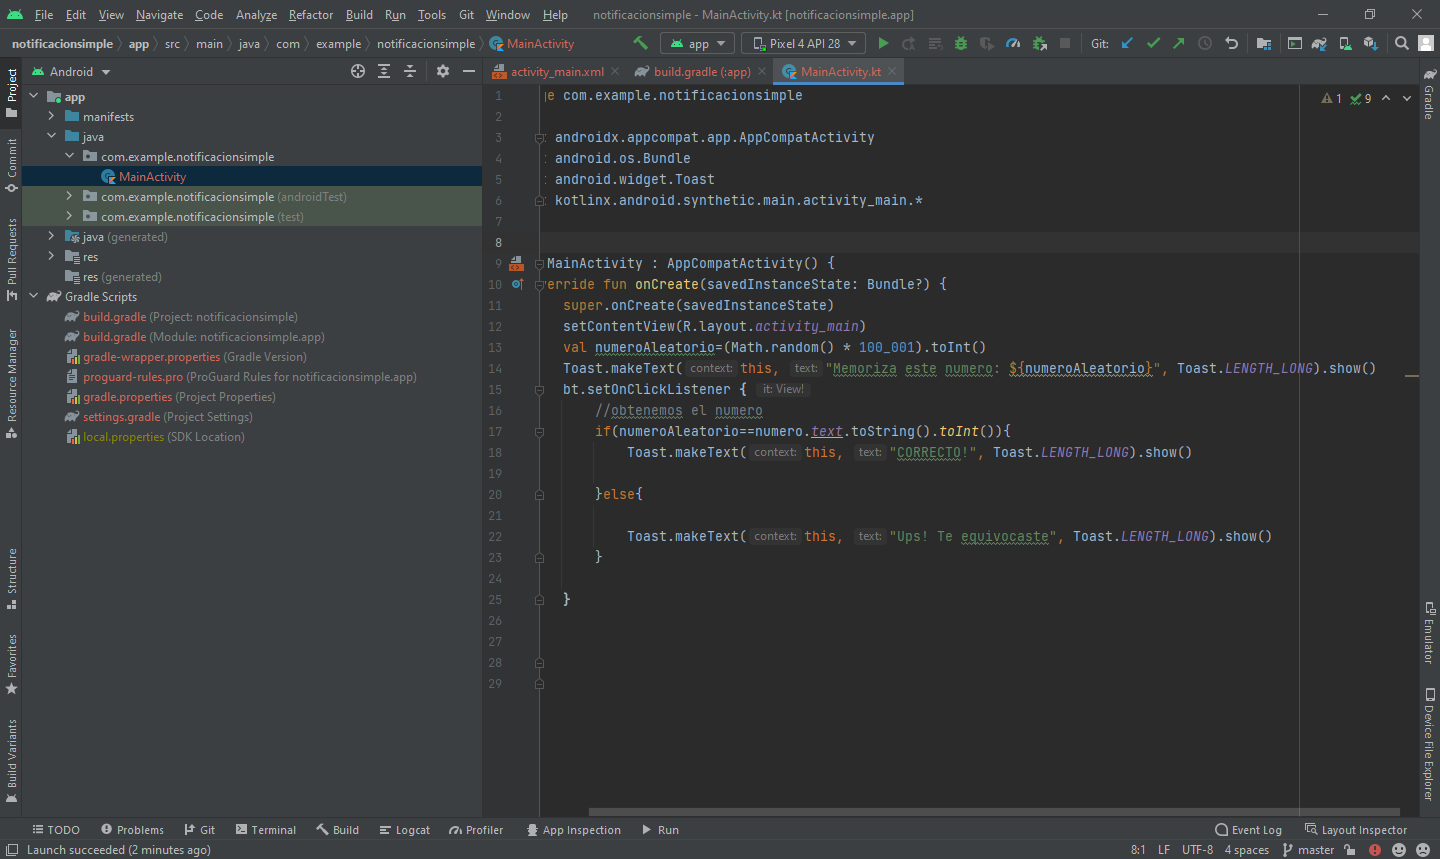 File Edit View Navigate Code Analyze Refactor Build Run Tools Git Window Help notificacionsimple - MainActivity.kt [notificacionsimple.app]
notificacionsimple app src main java com example notificacionsimple MainActivity app Pixel 4 API 28 Git:
Project
Commit
Pull Requests
Resource Manager
Structure
Favorites
Build Variants
Android
app
manifests
java
com.example.notificacionsimple
MainActivity
com.example.notificacionsimple (androidTest)
com.example.notificacionsimple (test)
java (generated)
res
res (generated)
Gradle Scripts
build.gradle (Project: notificacionsimple)
build.gradle (Module: notificacionsimple.app)
gradle-wrapper.properties (Gradle Version)
proguard-rules.pro (ProGuard Rules for notificacionsimple.app)
gradle.properties (Project Properties)
settings.gradle (Project Settings)
local.properties (SDK Location)
activity_main.xml build.gradle (:app) MainActivity.kt
1 9
1 e com.example.notificacionsimple
2
3 androidx.appcompat.app.AppCompatActivity
4 android.os.Bundle
5 android.widget.Toast
6 kotlinx.android.synthetic.main.activity_main.*
7
8
9 MainActivity : AppCompatActivity() {
10 erride fun onCreate(savedInstanceState: Bundle?) {
11 super.onCreate(savedInstanceState)
12 setContentView(R.layout.activity_main)
13 val numeroAleatorio=(Math.random() * 100_001).toInt()
14 Toast.makeText( context: this, text: "Memoriza este numero: ${numeroAleatorio}", Toast.LENGTH_LONG).show()
15 bt.setOnClickListener { it: View!
16 //obtenemos el numero
17 if(numeroAleatorio==numero.text.toString().toInt()){
18 Toast.makeText( context: this, text: "CORRECTO!", Toast.LENGTH_LONG).show()
19
20 }else{
21
22 Toast.makeText( context: this, text: "Ups! Te equivocaste", Toast.LENGTH_LONG).show()
23 }
24
25 }
26
27
28
29
Gradle
Emulator
Device File Explorer
TODO Problems Git Terminal Build Logcat Profiler App Inspection Run Event Log Layout Inspector
Launch succeeded (2 minutes ago) 8:1 LF UTF-8 4 spaces master